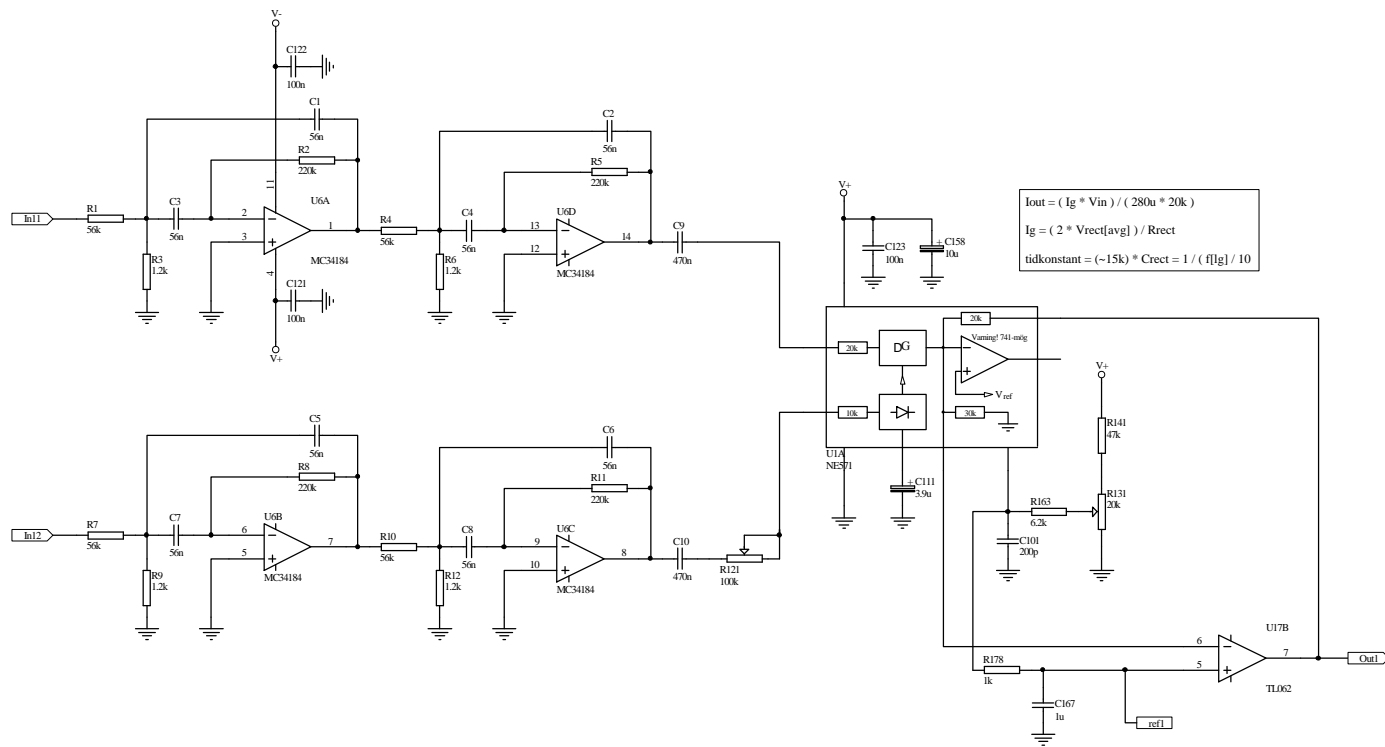 V-
C122
100n
C1
56n
R2
220k
11
U6A
In11
R1
56k
C3
56n
2
3
1
MC34184
R3
1.2k
4
C121
100n
V+
C2
56n
R5
220k
R4
56k
C4
56n
U6D
13
12
14
MC34184
R6
1.2k
C9
470n
V+
C123
100n
C158
10u
Iout = ( Ig * Vin ) / ( 280u * 20k )
Ig = ( 2 * Vrect[avg] ) / Rrect
tidkonstant = (~15k) * Crect = 1 / ( f[lg] / 10
20k
DG
20k
Varning! 741-mög
Vref
10k
30k
U1A
NE571
C111
3.9u
V+
R141
47k
R131
20k
R163
6.2k
C101
200p
C5
56n
R8
220k
In12
R7
56k
C7
56n
U6B
6
5
7
MC34184
R9
1.2k
C6
56n
R11
220k
R10
56k
C8
56n
U6C
9
10
8
MC34184
R12
1.2k
C10
470n
R121
100k
U17B
6
5
7
TL062
Out1
R178
1k
C167
1u
ref1